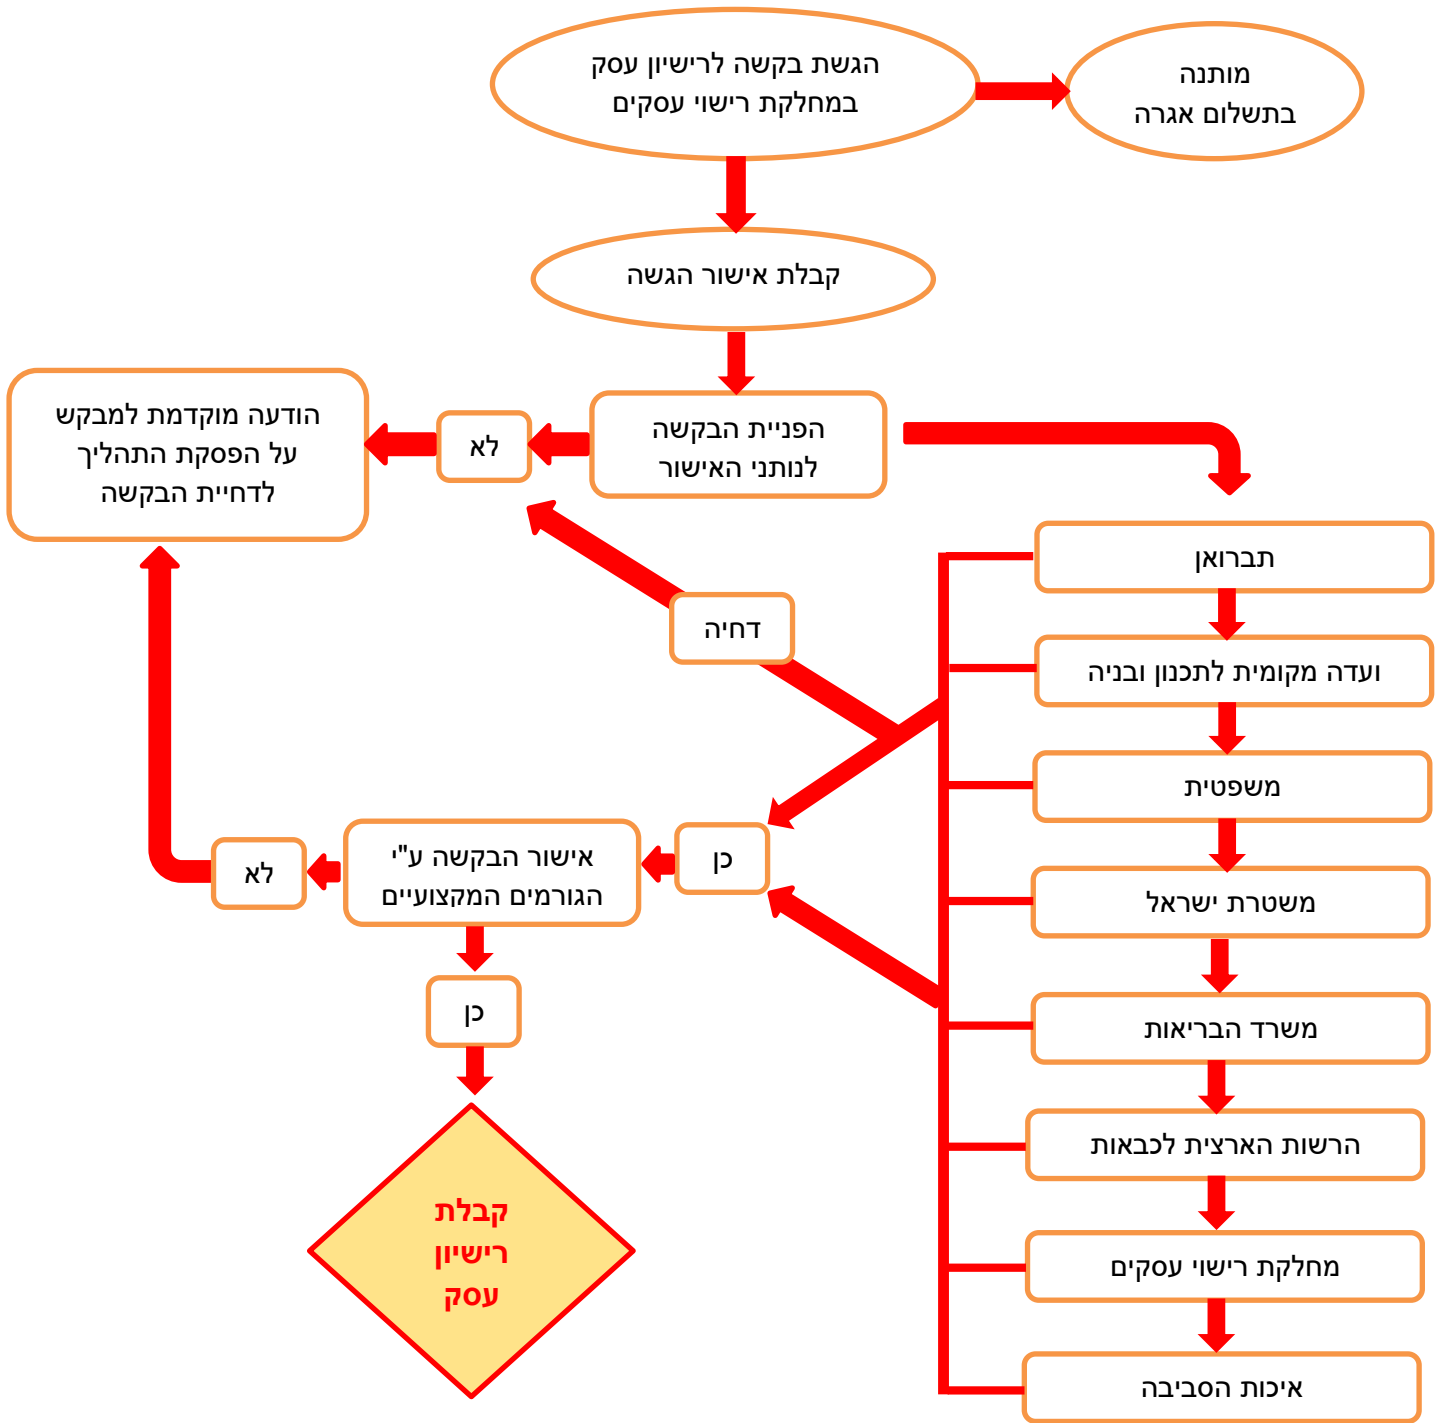 הגשת בקשה לרישיון עסק
במחלקת רישוי עסקים
מותנה
בתשלום אגרה
קבלת אישור הגשה
הפניית הבקשה
לנותני האישור
לא
הודעה מוקדמת למבקש
על הפסקת התהליך
לדחיית הבקשה
תברואן
ועדה מקומית לתכנון ובניה
משפטית
משטרת ישראל
משרד הבריאות
הרשות הארצית לכבאות
מחלקת רישוי עסקים
איכות הסביבה
דחיה
כן
אישור הבקשה ע"י
הגורמים המקצועיים
לא
כן
קבלת
רישיון
עסק